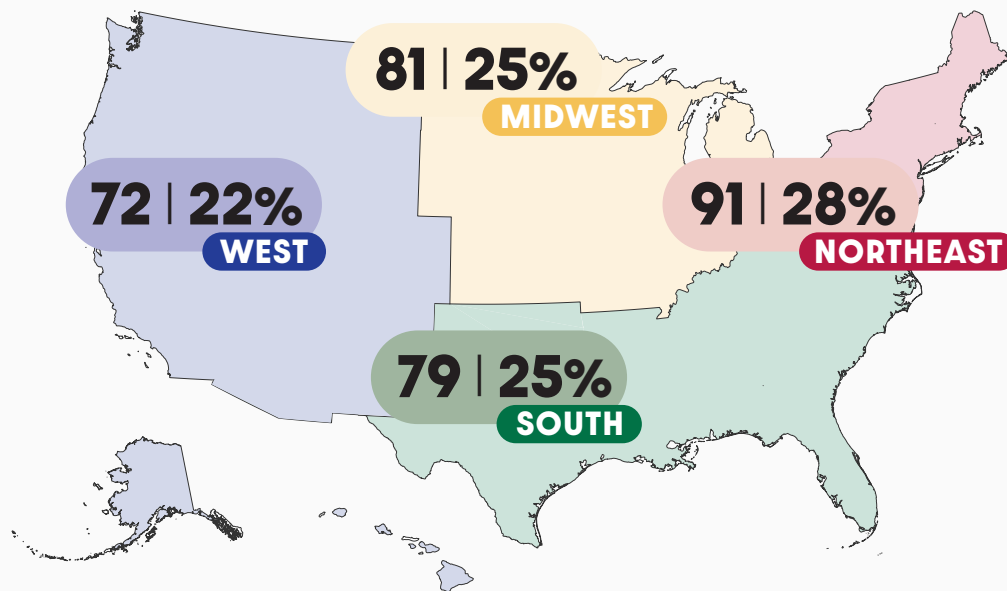 81 | 25%
MIDWEST
72 | 22%
WEST
91 | 28%
NORTHEAST
79 | 25%
SOUTH